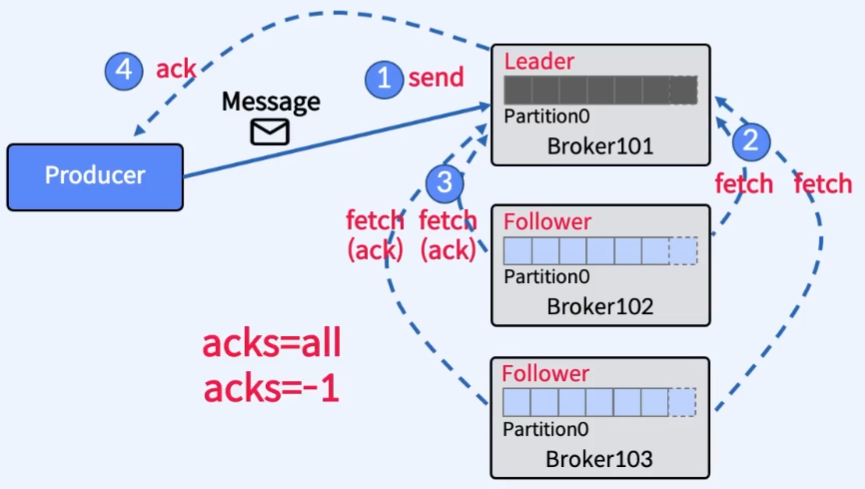 4 ack
1 send
Message
Producer
Leader
Partition0
Broker101
2
fetch fetch
3
fetch fetch
(ack) (ack)
Follower
Partition0
Broker102
acks=all
acks=-1
Follower
Partition0
Broker103